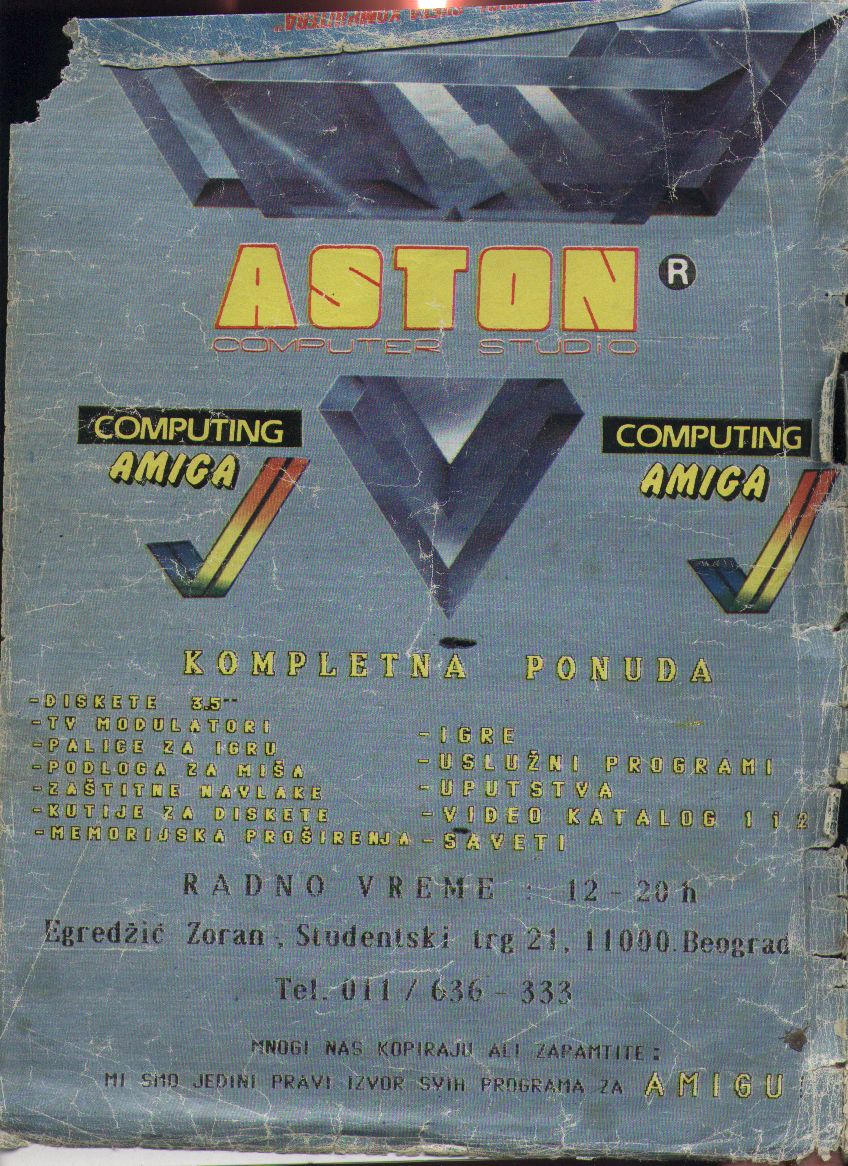 ASTON ®
COMPUTER STUDIO
COMPUTING
AMIGA
COMPUTING
AMIGA
KOMPLETNA PONUDA
-DISKETE 3.5"
-TV MODULATORI
-PALICE ZA IGRU
-PODLOGA ZA MIŠA
-ZAŠTITNE NAVLAKE
-KUTIJE ZA DISKETE
-MEMORIJSKA PROŠIRENJA
-IGRE
-USLUŽNI PROGRAMI
-UPUTSTVA
-VIDEO KATALOG 1 i 2
-SAVETI
RADNO VREME : 12-20 h
Egredžić Zoran, Studentski trg 21, 11000 Beograd
Tel. 011 / 636 - 333
MNOGI NAS KOPIRAJU ALI ZAPAMTITE:
MI SMO JEDINI PRAVI IZVOR SVIH PROGRAMA ZA AMIGU!